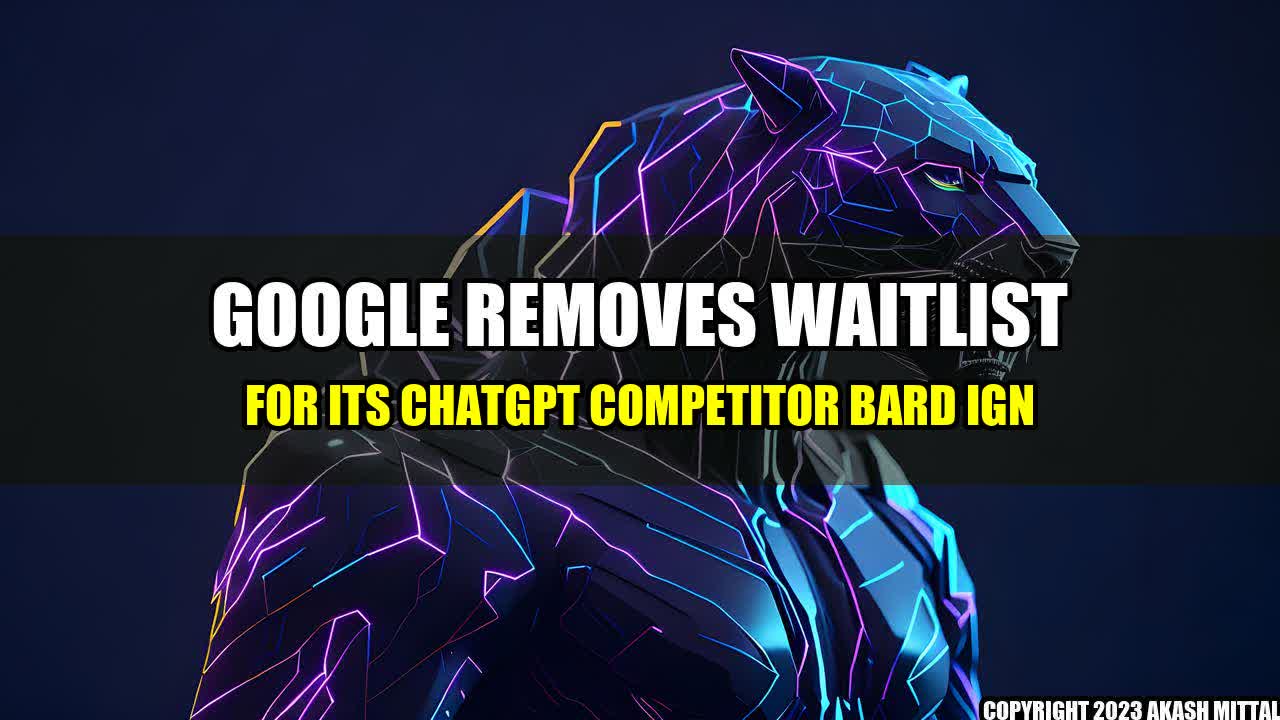 GOOGLE REMOVES WAITLIST
FOR ITS CHATGPT COMPETITOR BARD IGN
COPYRIGHT 2023 AKASH MITTAL